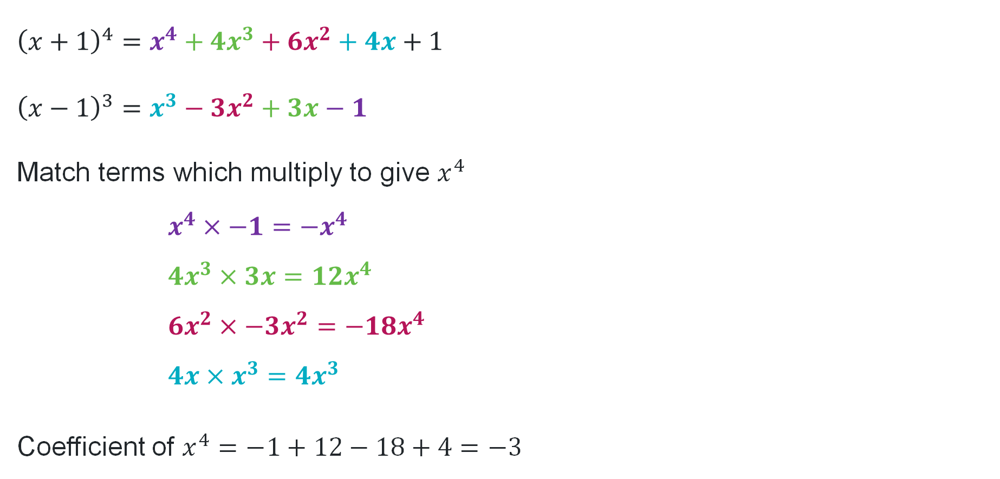 (x + 1)⁴ = x⁴ + 4x³ + 6x² + 4x + 1
(x − 1)³ = x³ − 3x² + 3x − 1
Match terms which multiply to give x⁴
x⁴ × −1 = −x⁴
4x³ × 3x = 12x⁴
6x² × −3x² = −18x⁴
4x × x³ = 4x³
Coefficient of x⁴ = −1 + 12 − 18 + 4 = −3